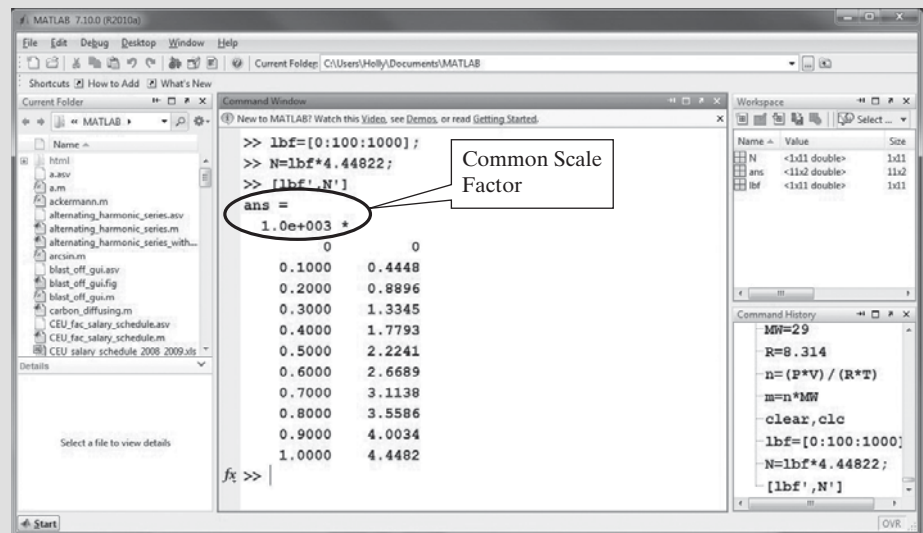 MATLAB 7.10.0 (R2010a)
File Edit Debug Desktop Window Help
Current Folder: C:\Users\Holly\Documents\MATLAB
Shortcuts How to Add What's New
Current Folder
« MATLAB
Name
html
a.asv
a.m
ackermann.m
alternating_harmonic_series.asv
alternating_harmonic_series.m
alternating_harmonic_series_with...
arcsin.m
blast_off_gui.asv
blast_off_gui.fig
blast_off_gui.m
carbon_diffusing.m
CEU_fac_salary_schedule.asv
CEU_fac_salary_schedule.m
CEU salary schedule 2008 2009.xls
Details
Select a file to view details
Start
Command Window
New to MATLAB? Watch this Video, see Demos, or read Getting Started.
>> lbf=[0:100:1000];
>> N=lbf*4.44822;
>> [lbf',N']
ans =
1.0e+003 *
0 0
0.1000 0.4448
0.2000 0.8896
0.3000 1.3345
0.4000 1.7793
0.5000 2.2241
0.6000 2.6689
0.7000 3.1138
0.8000 3.5586
0.9000 4.0034
1.0000 4.4482
fx >>
Common Scale
Factor
Workspace
Select ...
Name Value Size
N <1x11 double> 1x11
ans <11x2 double> 11x2
lbf <1x11 double> 1x11
Command History
MW=29
R=8.314
n=(P*V)/(R*T)
m=n*MW
clear,clc
lbf=[0:100:1000]
N=lbf*4.44822;
[lbf',N']
OVR